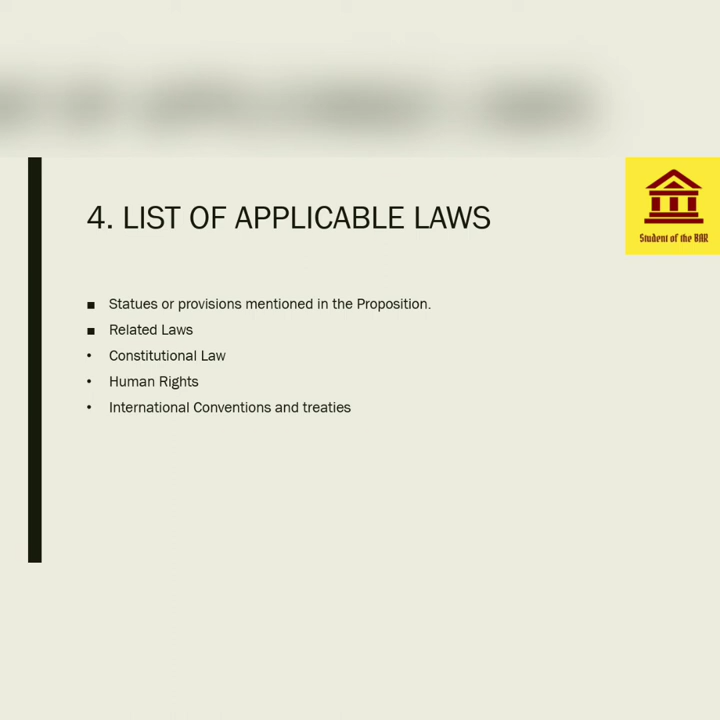 4. LIST OF APPLICABLE LAWS
Student of the BAR
■ Statues or provisions mentioned in the Proposition.
■ Related Laws
• Constitutional Law
• Human Rights
• International Conventions and treaties